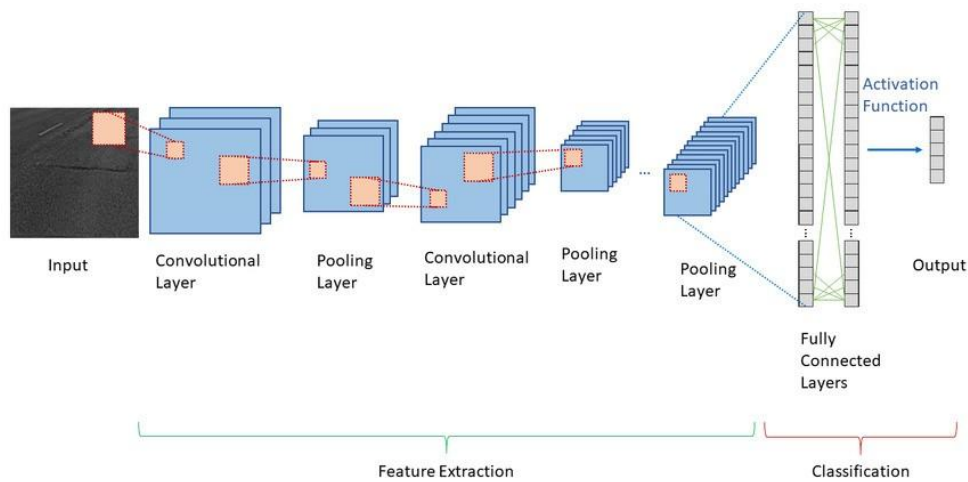 Activation
Function
Input
Convolutional
Layer
Pooling
Layer
Convolutional
Layer
Pooling
Layer
...
Pooling
Layer
Output
Fully
Connected
Layers
Feature Extraction
Classification